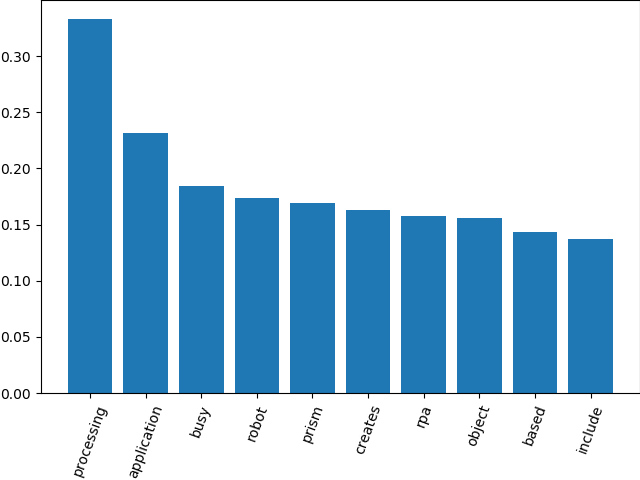 0.30
0.25
0.20
0.15
0.10
0.05
0.00
processing
application
busy
robot
prism
creates
rpa
object
based
include